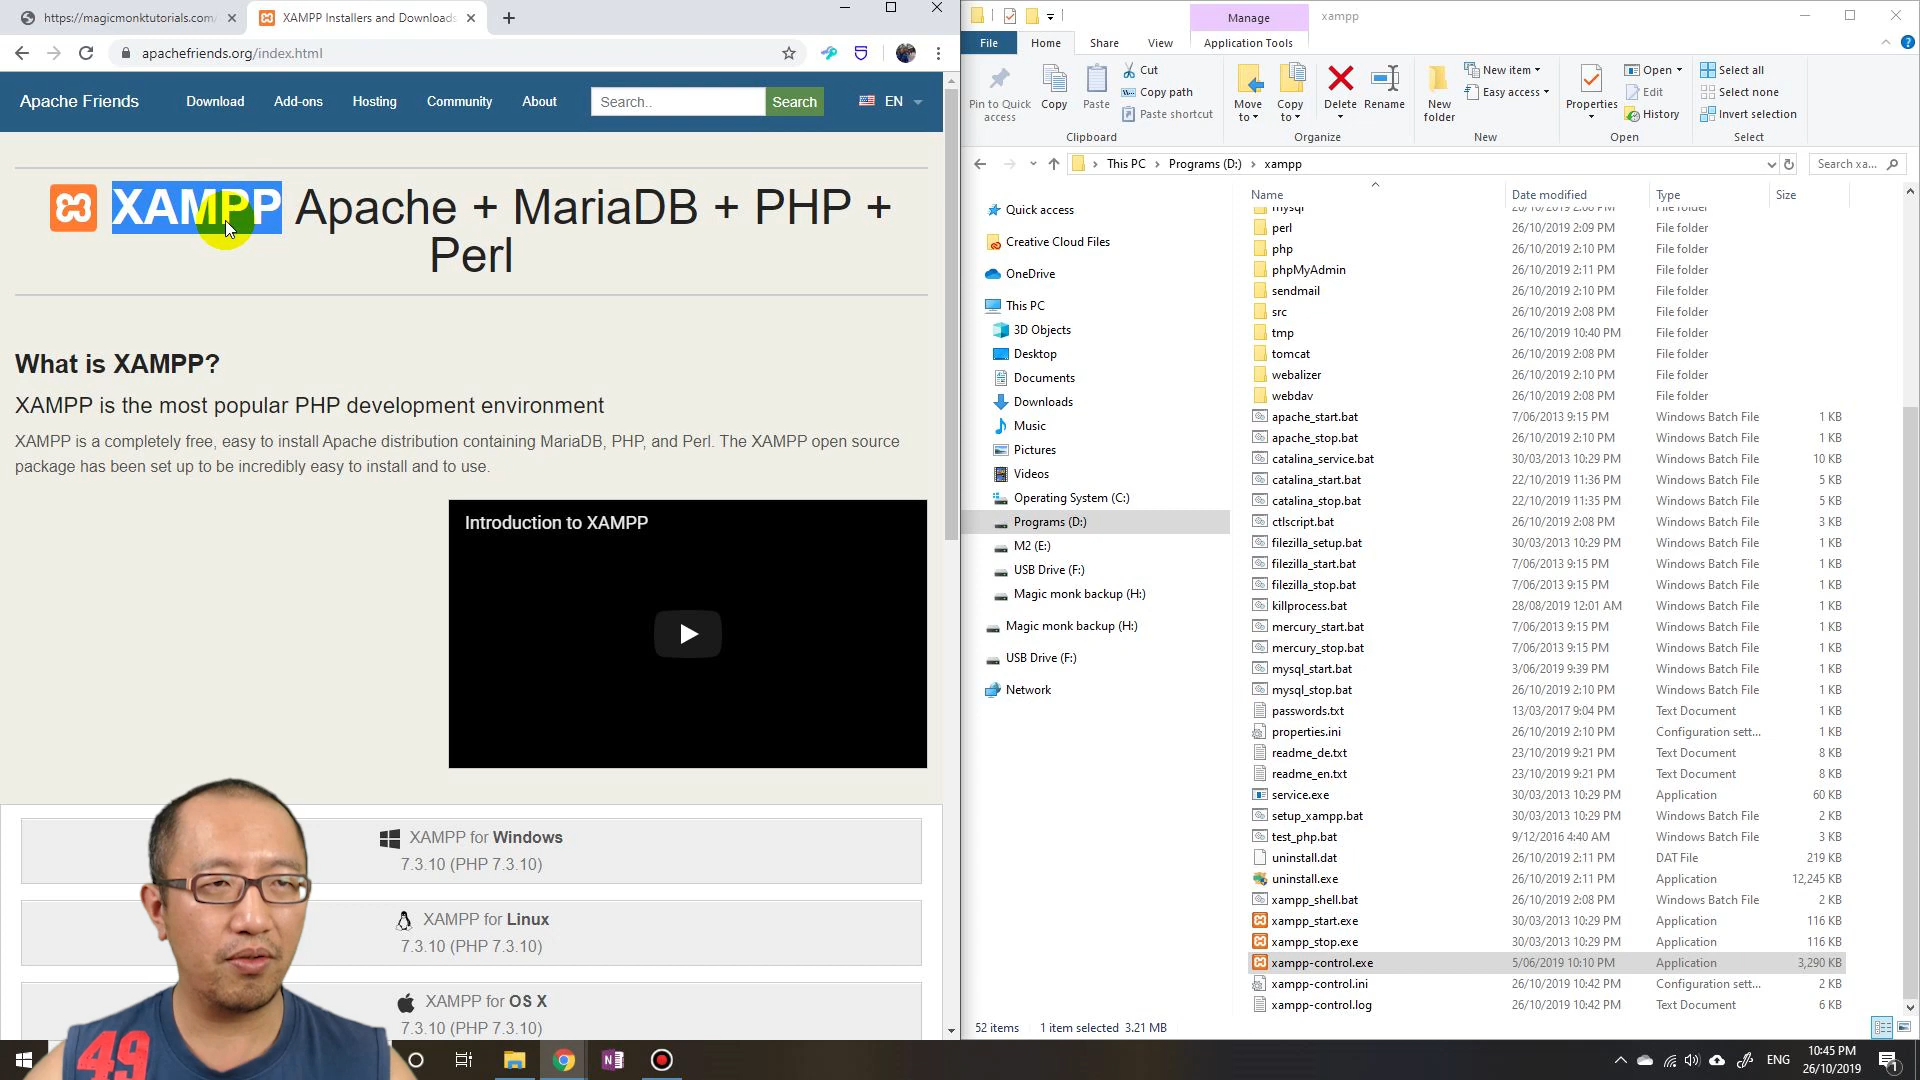 https://magicmonktutorials.com/
XAMPP Installers and Downloads
apachefriends.org/index.html
Apache Friends
Download
Add-ons
Hosting
Community
About
Search..
Search
EN
XAMPP Apache + MariaDB + PHP +
Perl
What is XAMPP?
XAMPP is the most popular PHP development environment
XAMPP is a completely free, easy to install Apache distribution containing MariaDB, PHP, and Perl. The XAMPP open source
package has been set up to be incredibly easy to install and to use.
Introduction to XAMPP
XAMPP for Windows
7.3.10 (PHP 7.3.10)
XAMPP for Linux
7.3.10 (PHP 7.3.10)
XAMPP for OS X
7.3.10 (PHP 7.3.10)
49
Manage
xampp
File
Home
Share
View
Application Tools
Pin to Quick
access
Copy
Paste
Cut
Copy path
Paste shortcut
Clipboard
Move
to
Copy
to
Delete
Rename
Organize
New
folder
New item
Easy access
New
Properties
Open
Edit
History
Open
Select all
Select none
Invert selection
Select
This PC
Programs (D:)
xampp
Search xa...
Quick access
Creative Cloud Files
OneDrive
This PC
3D Objects
Desktop
Documents
Downloads
Music
Pictures
Videos
Operating System (C:)
Programs (D:)
M2 (E:)
USB Drive (F:)
Magic monk backup (H:)
Magic monk backup (H:)
USB Drive (F:)
Network
Name Date modified Type Size
mysql 26/10/2019 2:09 PM File folder
perl 26/10/2019 2:09 PM File folder
php 26/10/2019 2:09 PM File folder
phpMyAdmin 26/10/2019 2:11 PM File folder
sendmail 26/10/2019 2:10 PM File folder
src 26/10/2019 2:08 PM File folder
tmp 26/10/2019 10:40 PM File folder
tomcat 26/10/2019 2:08 PM File folder
webalizer 26/10/2019 2:10 PM File folder
webdav 26/10/2019 2:08 PM File folder
apache_start.bat 7/06/2013 9:15 PM Windows Batch File 1 KB
apache_stop.bat 26/10/2019 2:10 PM Windows Batch File 1 KB
catalina_service.bat 30/03/2013 10:29 PM Windows Batch File 10 KB
catalina_start.bat 22/10/2019 11:36 PM Windows Batch File 5 KB
catalina_stop.bat 22/10/2019 11:35 PM Windows Batch File 5 KB
ctlscript.bat 26/10/2019 2:08 PM Windows Batch File 3 KB
filezilla_setup.bat 30/03/2013 10:29 PM Windows Batch File 1 KB
filezilla_start.bat 7/06/2013 9:15 PM Windows Batch File 1 KB
filezilla_stop.bat 7/06/2013 9:15 PM Windows Batch File 1 KB
killprocess.bat 28/08/2019 12:01 AM Windows Batch File 1 KB
mercury_start.bat 7/06/2013 9:15 PM Windows Batch File 1 KB
mercury_stop.bat 7/06/2013 9:15 PM Windows Batch File 1 KB
mysql_start.bat 3/06/2019 9:39 PM Windows Batch File 1 KB
mysql_stop.bat 26/10/2019 2:10 PM Windows Batch File 1 KB
passwords.txt 13/03/2017 9:04 PM Text Document 1 KB
properties.ini 26/10/2019 2:10 PM Configuration sett... 1 KB
readme_de.txt 23/10/2019 9:21 PM Text Document 8 KB
readme_en.txt 23/10/2019 9:21 PM Text Document 8 KB
service.exe 30/03/2013 10:29 PM Application 60 KB
setup_xampp.bat 30/03/2013 10:29 PM Windows Batch File 2 KB
test_php.bat 9/12/2016 4:40 AM Windows Batch File 3 KB
uninstall.dat 26/10/2019 2:11 PM DAT File 219 KB
uninstall.exe 26/10/2019 2:11 PM Application 12,245 KB
xampp_shell.bat 26/10/2019 2:08 PM Windows Batch File 2 KB
xampp_start.exe 30/03/2013 10:29 PM Application 116 KB
xampp_stop.exe 30/03/2013 10:29 PM Application 116 KB
xampp-control.exe 5/06/2019 10:10 PM Application 3,290 KB
xampp-control.ini 26/10/2019 10:42 PM Configuration sett... 2 KB
xampp-control.log 26/10/2019 10:42 PM Text Document 6 KB
52 items
1 item selected 3.21 MB
ENG
10:45 PM
26/10/2019
1